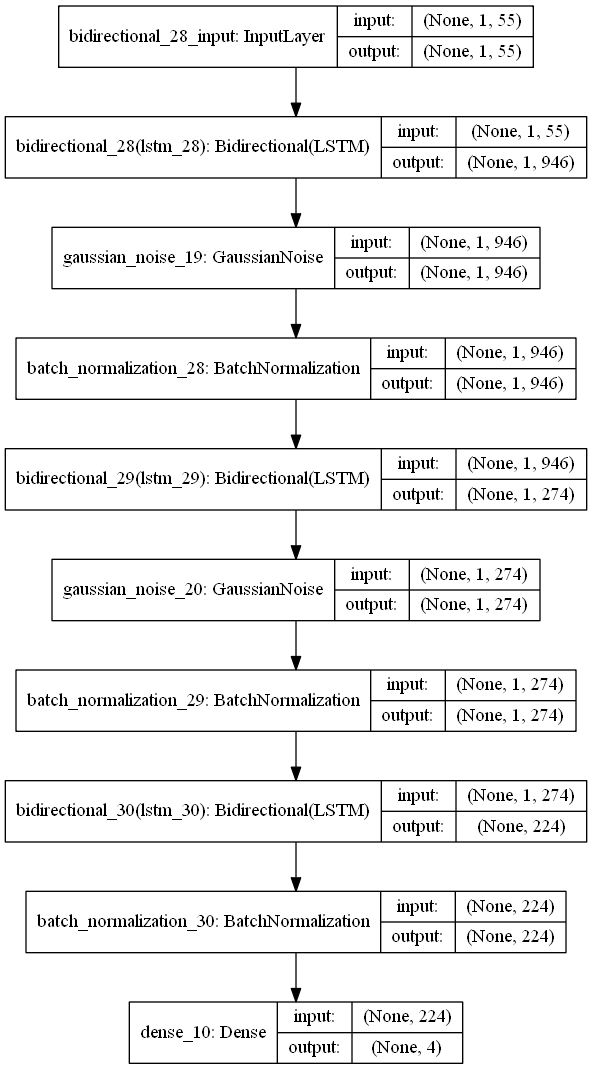 bidirectional_28_input: InputLayer
input: (None, 1, 55)
output: (None, 1, 55)
bidirectional_28(lstm_28): Bidirectional(LSTM)
input: (None, 1, 55)
output: (None, 1, 946)
gaussian_noise_19: GaussianNoise
input: (None, 1, 946)
output: (None, 1, 946)
batch_normalization_28: BatchNormalization
input: (None, 1, 946)
output: (None, 1, 946)
bidirectional_29(lstm_29): Bidirectional(LSTM)
input: (None, 1, 946)
output: (None, 1, 274)
gaussian_noise_20: GaussianNoise
input: (None, 1, 274)
output: (None, 1, 274)
batch_normalization_29: BatchNormalization
input: (None, 1, 274)
output: (None, 1, 274)
bidirectional_30(lstm_30): Bidirectional(LSTM)
input: (None, 1, 274)
output: (None, 224)
batch_normalization_30: BatchNormalization
input: (None, 224)
output: (None, 224)
dense_10: Dense
input: (None, 224)
output: (None, 4)